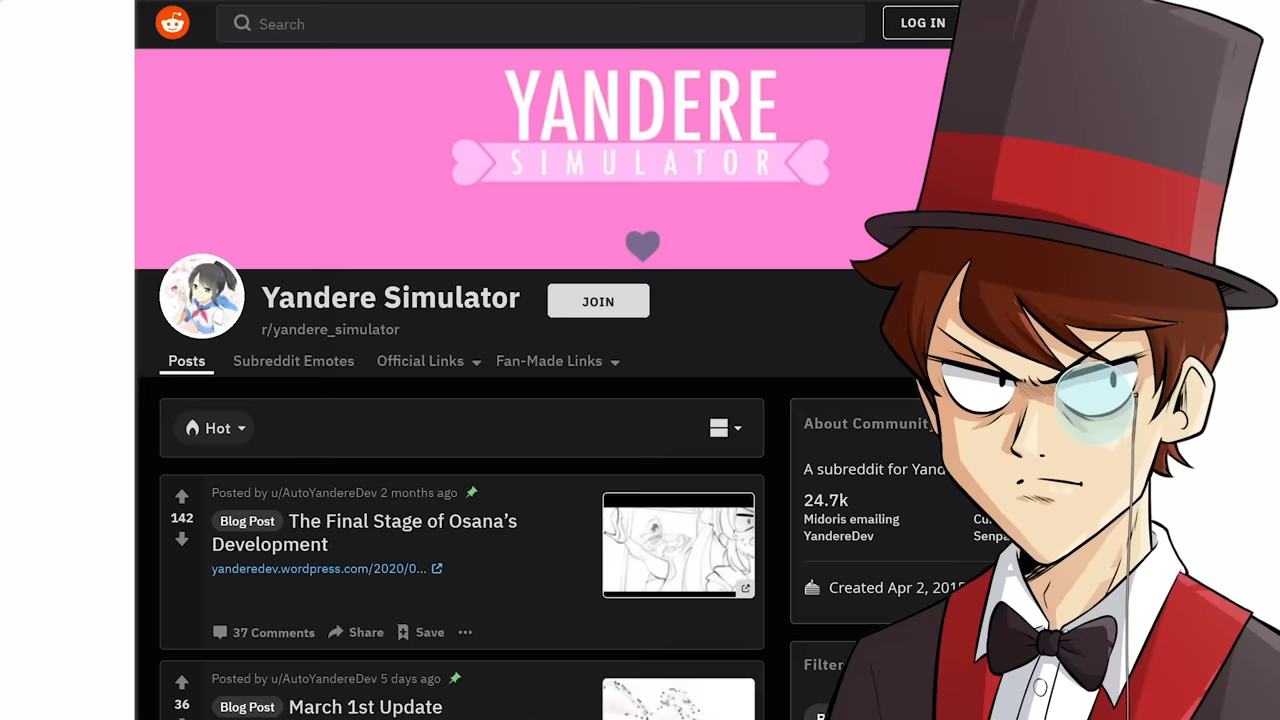 Search
LOG IN
YANDERE
SIMULATOR
Yandere Simulator
JOIN
r/yandere_simulator
Posts
Subreddit Emotes
Official Links
Fan-Made Links
Hot
About Community
A subreddit for Yand
24.7k
Midoris emailing
YandereDev
Cu
Senpa
Created Apr 2, 2015
Filter
Posted by u/AutoYandereDev 2 months ago
142
Blog Post The Final Stage of Osana’s
Development
yanderedev.wordpress.com/2020/0...
37 Comments
Share
Save
Posted by u/AutoYandereDev 5 days ago
36
Blog Post March 1st Update